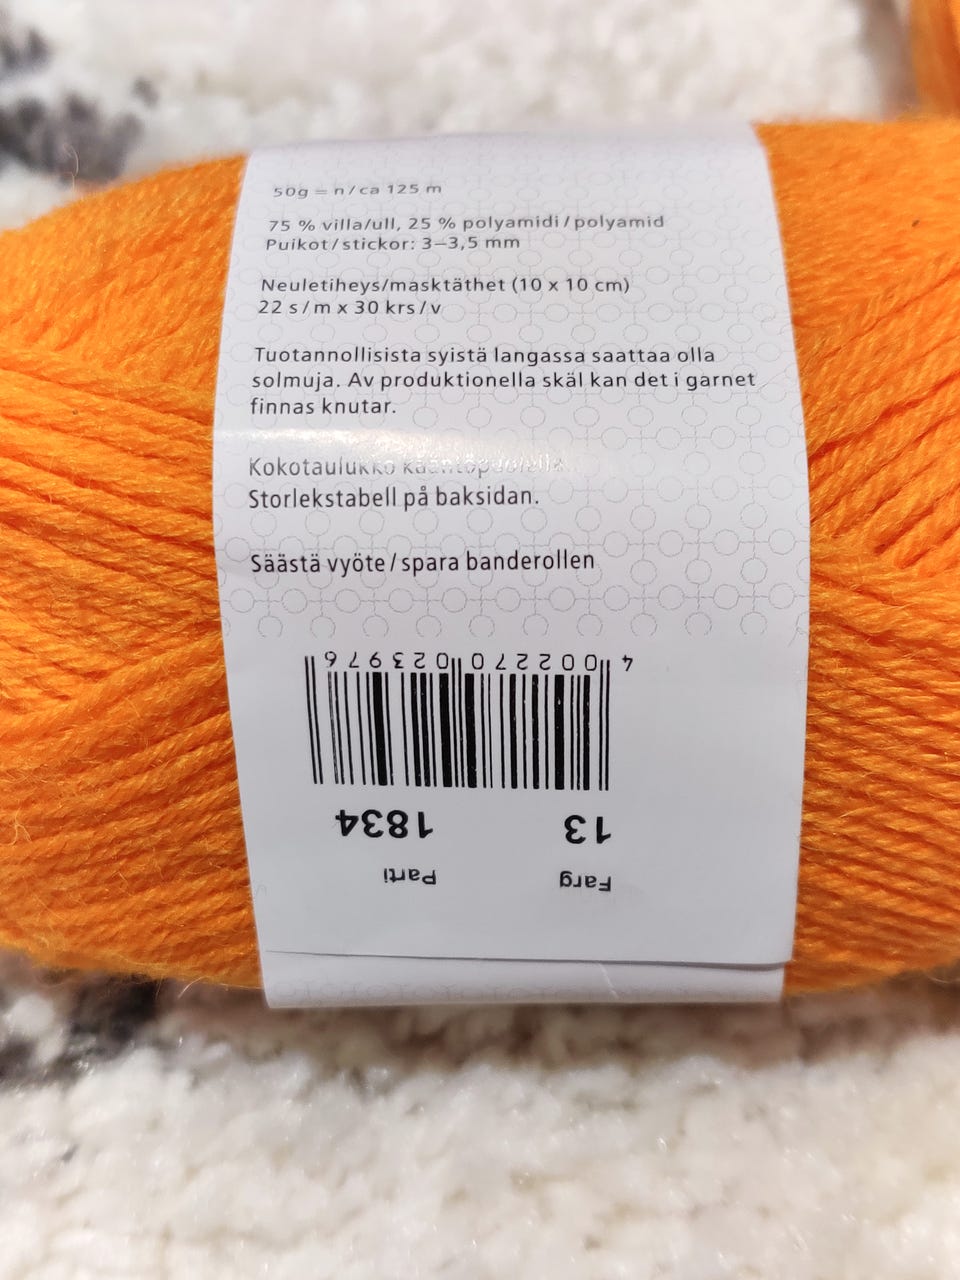 50g = n/ca 125 m
75 % villa/ull, 25 % polyamidi/polyamid
Puikot/stickor: 3–3,5 mm
Neuletiheys/masktäthet (10 x 10 cm)
22 s/m x 30 krs/v
Tuotannollisista syistä langassa saattaa olla
solmuja. Av produktionella skäl kan det i garnet
finnas knutar.
Kokotaulukko kääntöpuolella.
Storlekstabell på baksidan.
Säästä vyöte/spara banderollen
Farg Parti
13 1834
4 002270 023976